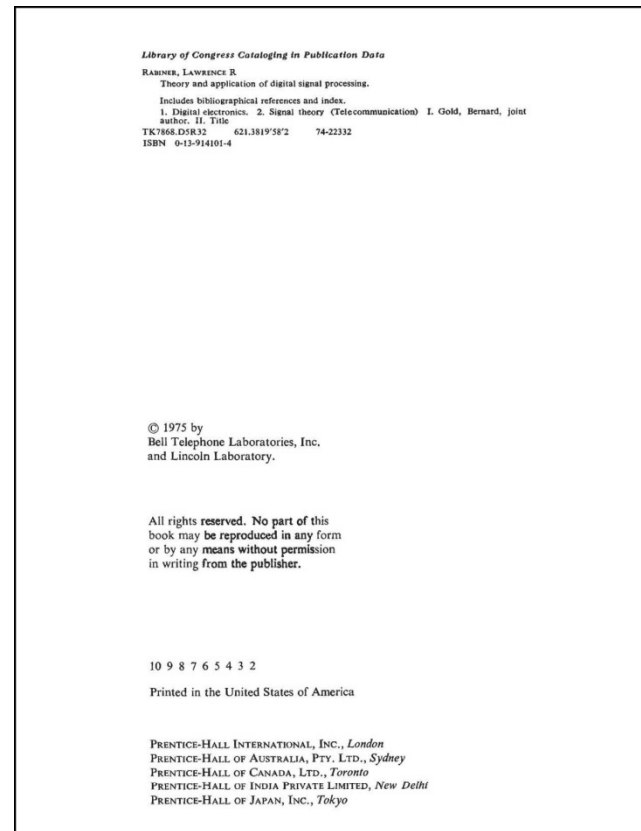 Library of Congress Cataloging in Publication Data
RABINER, LAWRENCE R
Theory and application of digital signal processing.
Includes bibliographical references and index.
1. Digital electronics. 2. Signal theory (Telecommunication) I. Gold, Bernard, joint
author. II. Title
TK7868.D5R32 621.3819'58'2 74-22332
ISBN 0-13-914101-4
© 1975 by
Bell Telephone Laboratories, Inc.
and Lincoln Laboratory.
All rights reserved. No part of this
book may be reproduced in any form
or by any means without permission
in writing from the publisher.
10 9 8 7 6 5 4 3 2
Printed in the United States of America
PRENTICE-HALL INTERNATIONAL, INC., London
PRENTICE-HALL OF AUSTRALIA, PTY. LTD., Sydney
PRENTICE-HALL OF CANADA, LTD., Toronto
PRENTICE-HALL OF INDIA PRIVATE LIMITED, New Delhi
PRENTICE-HALL OF JAPAN, INC., Tokyo